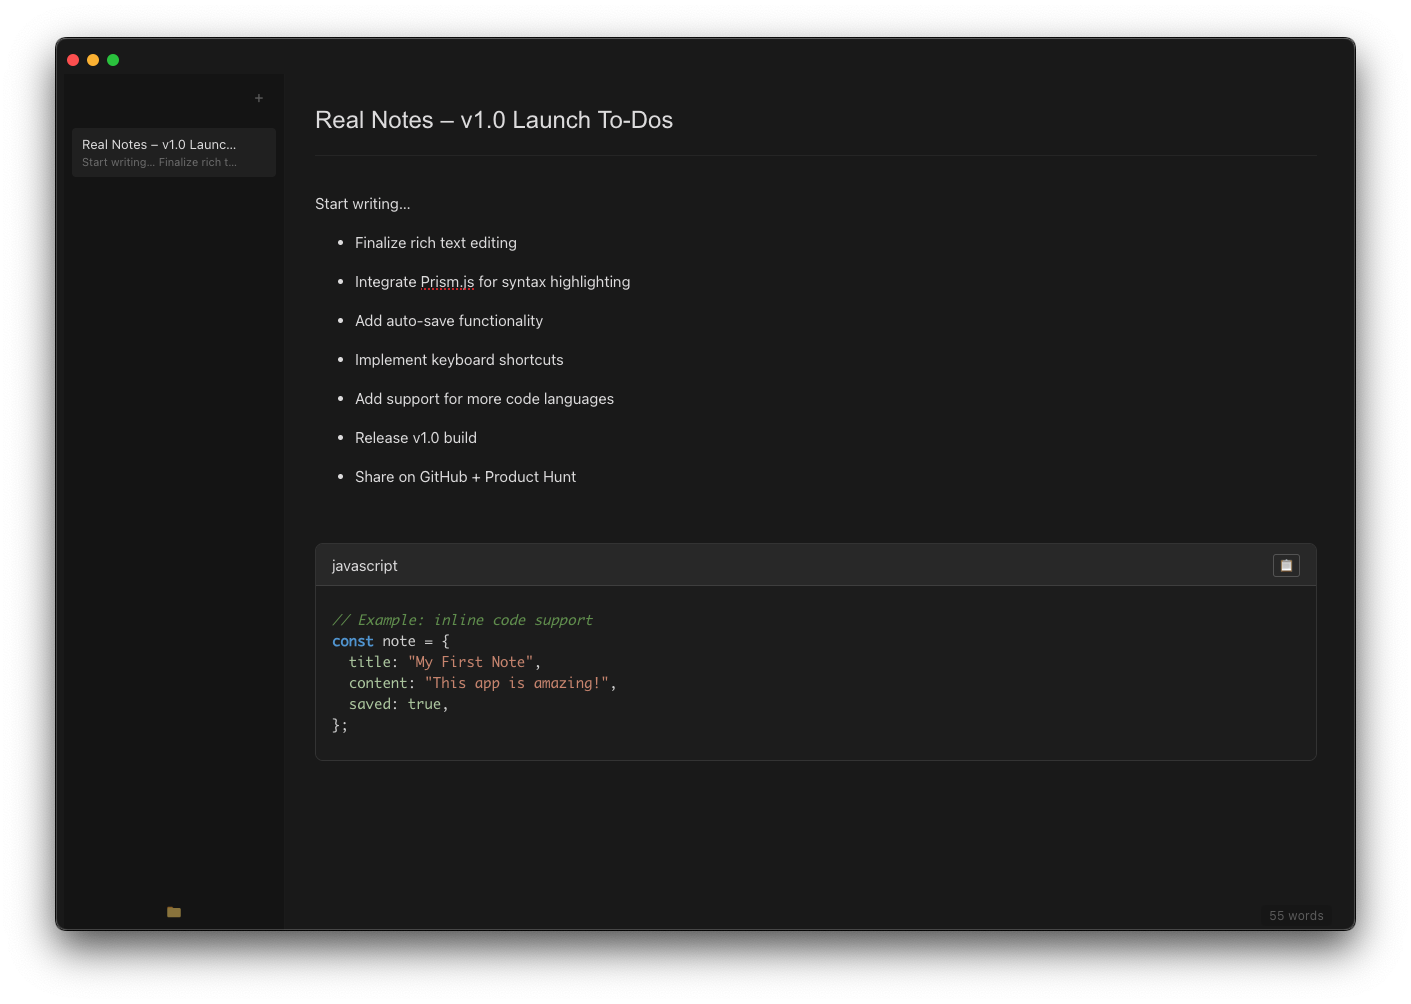 +
Real Notes – v1.0 Launc...
Start writing... Finalize rich t...
Real Notes – v1.0 Launch To-Dos
Start writing...
• Finalize rich text editing
• Integrate Prism.js for syntax highlighting
• Add auto-save functionality
• Implement keyboard shortcuts
• Add support for more code languages
• Release v1.0 build
• Share on GitHub + Product Hunt
javascript
// Example: inline code support
const note = {
  title: "My First Note",
  content: "This app is amazing!",
  saved: true,
};
55 words